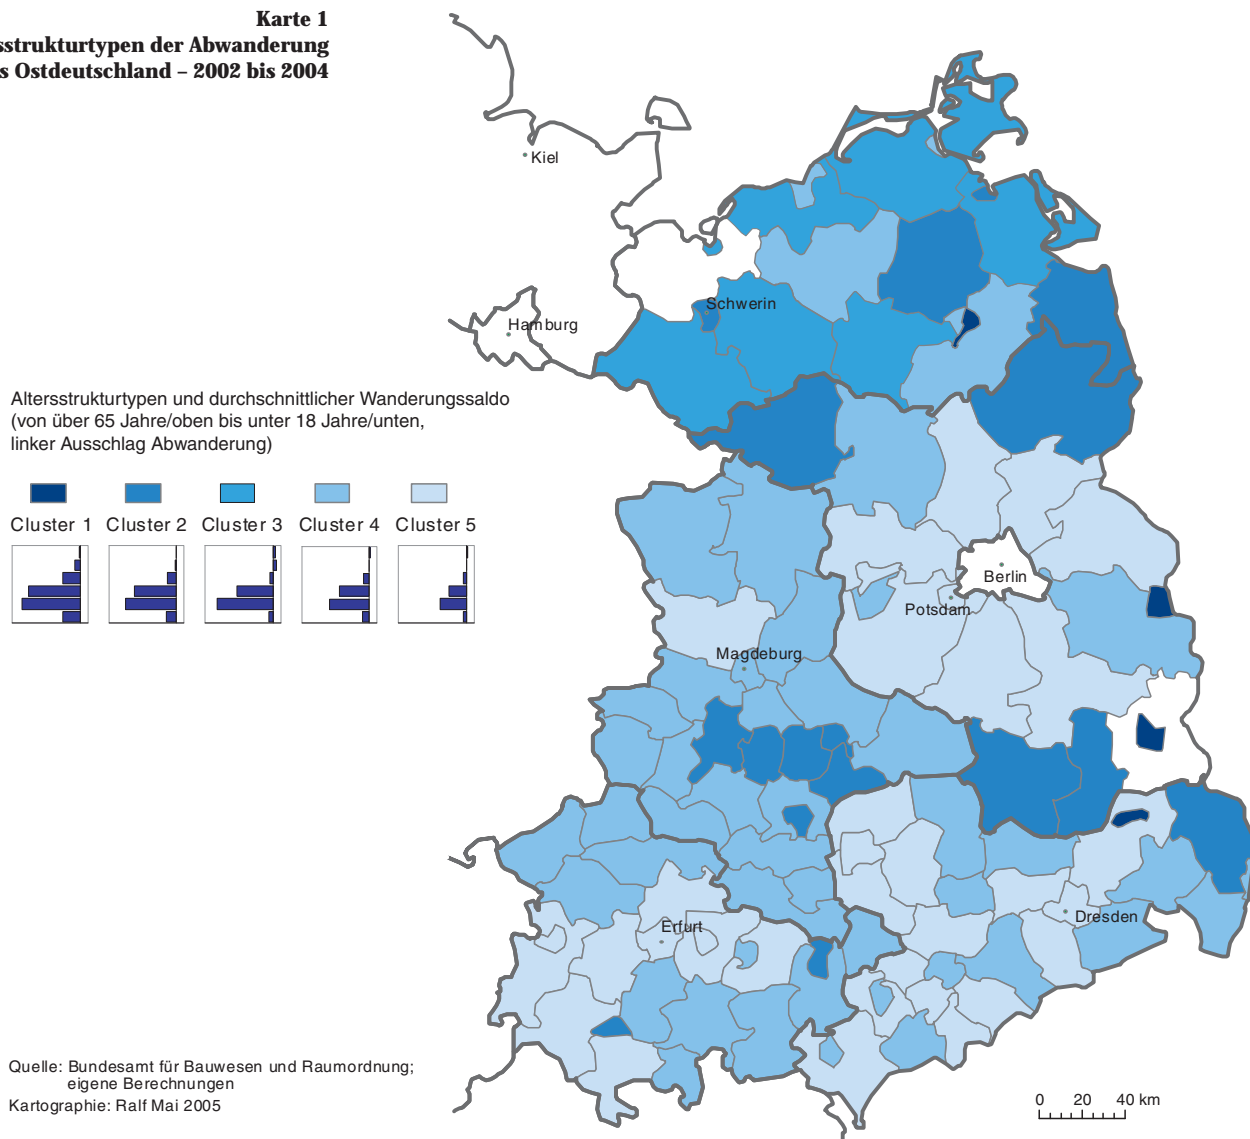 Karte 1
sstrukturtypen der Abwanderung
s Ostdeutschland – 2002 bis 2004
Kiel
Schwerin
Hamburg
Altersstrukturtypen und durchschnittlicher Wanderungssaldo
(von über 65 Jahre/oben bis unter 18 Jahre/unten,
linker Ausschlag Abwanderung)
Cluster 1 Cluster 2 Cluster 3 Cluster 4 Cluster 5
Berlin
Potsdam
Magdeburg
Dresden
Erfurt
Quelle: Bundesamt für Bauwesen und Raumordnung;
eigene Berechnungen
Kartographie: Ralf Mai 2005
0 20 40 km